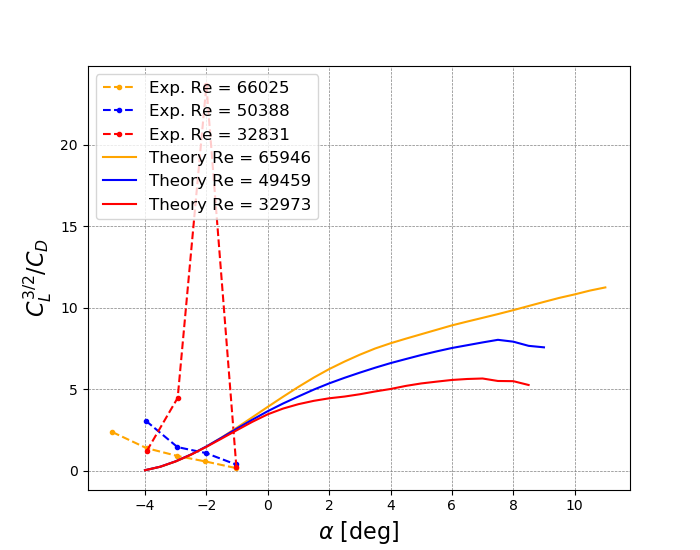 Exp. Re = 66025
Exp. Re = 50388
Exp. Re = 32831
Theory Re = 65946
Theory Re = 49459
Theory Re = 32973
20
15
10
5
0
C_L^{3/2}/C_D
−4 −2 0 2 4 6 8 10
α [deg]